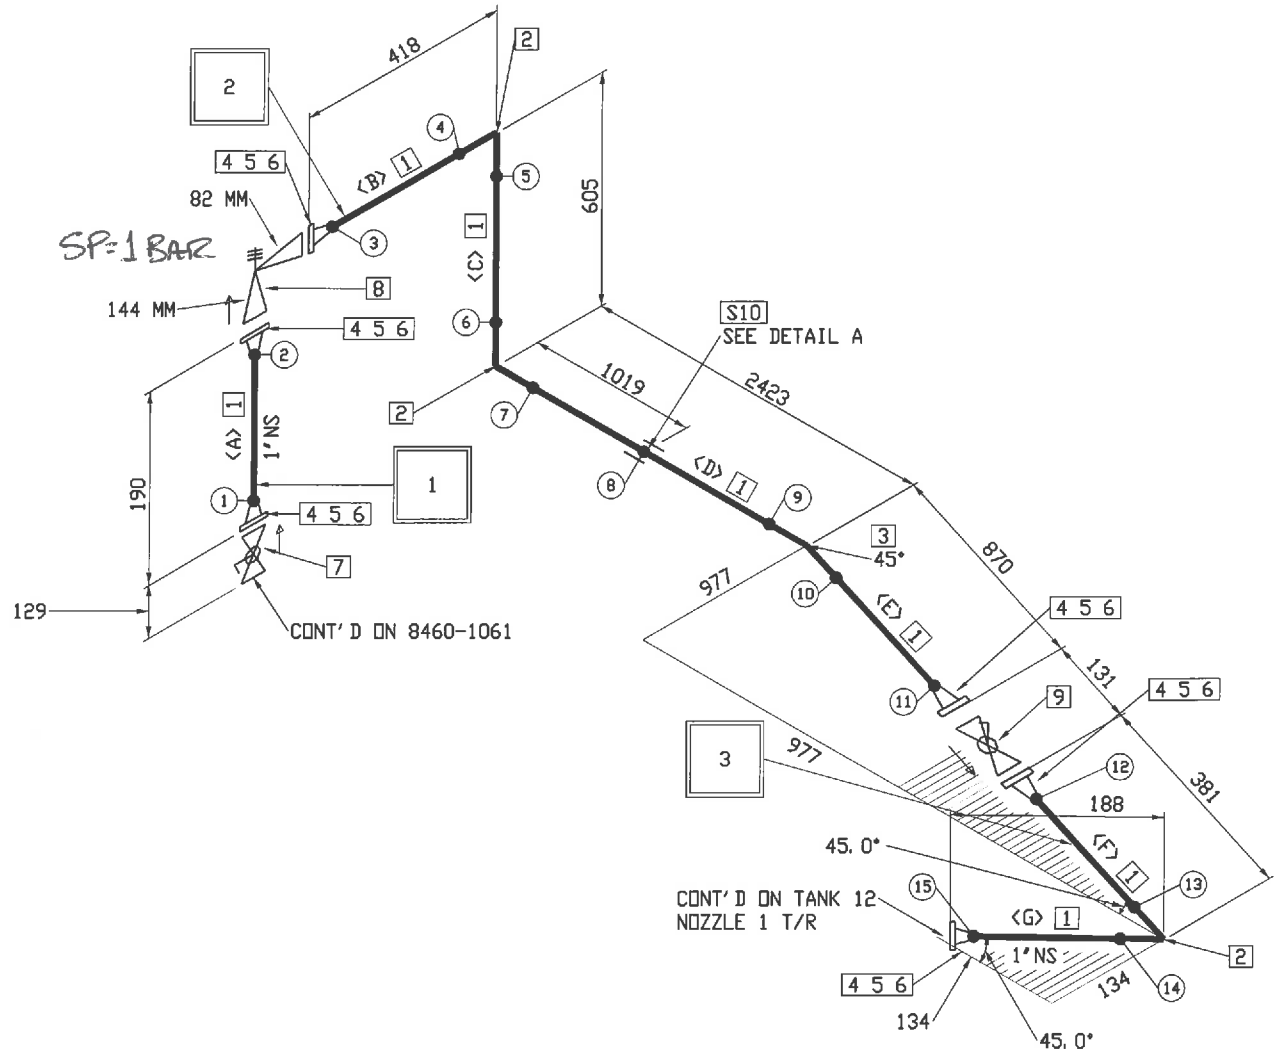 418
2
2
4
4 5 6
<B> 1
5
82 MM
605
3
1
<C>
SP=1 BAR
8
144 MM
4 5 6
6
S10
SEE DETAIL A
2
1019
2423
1
<A>
1"NS
2
7
190
1
1
8
<D> 1
9
4 5 6
3
45°
870
7
977
10
129
<E> 1
4 5 6
CONT'D ON 8460-1061
131
11
9
4 5 6
3
977
12
381
188
45.0°
<F> 1
CONT'D ON TANK 12
NOZZLE 1 T/R
15
13
<G> 1
1"NS
2
4 5 6
14
134
134
45.0°